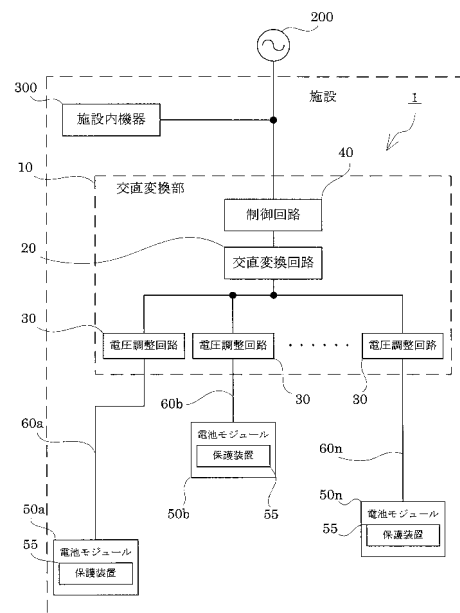 200
施設
1
300
施設内機器
10
交直変換部
40
制御回路
20
交直変換回路
30
電圧調整回路
電圧調整回路
・・・・・・
電圧調整回路
30
30
60a
60b
60n
電池モジュール
保護装置
50b
55
50n
55
電池モジュール
保護装置
50a
55
電池モジュール
保護装置